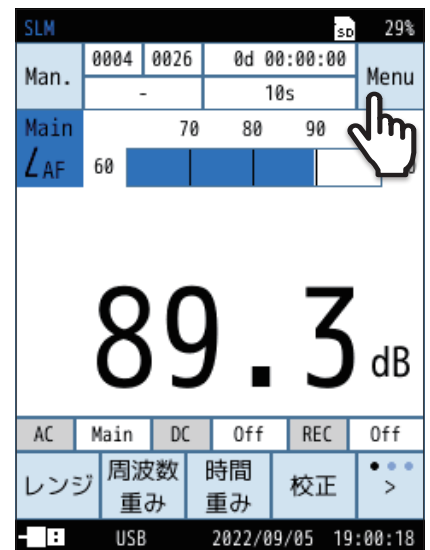 SLM SD 29%
Man. 0004 0026 0d 00:00:00 Menu
- 10s
Main 70 80 90
LAF 60
89.3 dB
AC Main DC Off REC Off
レンジ 周波数重み 時間重み 校正 >
USB 2022/09/05 19:00:18